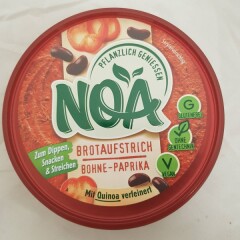 PFLANZLICH GENIESSEN
NOA
Zum Dippen,
Snacken
& Streichen
BROTAUFSTRICH
BOHNE-PAPRIKA
Mit Quinoa verfeinert
G
GLUTENFREI
OHNE
GENTECHNIK
V
VEGAN